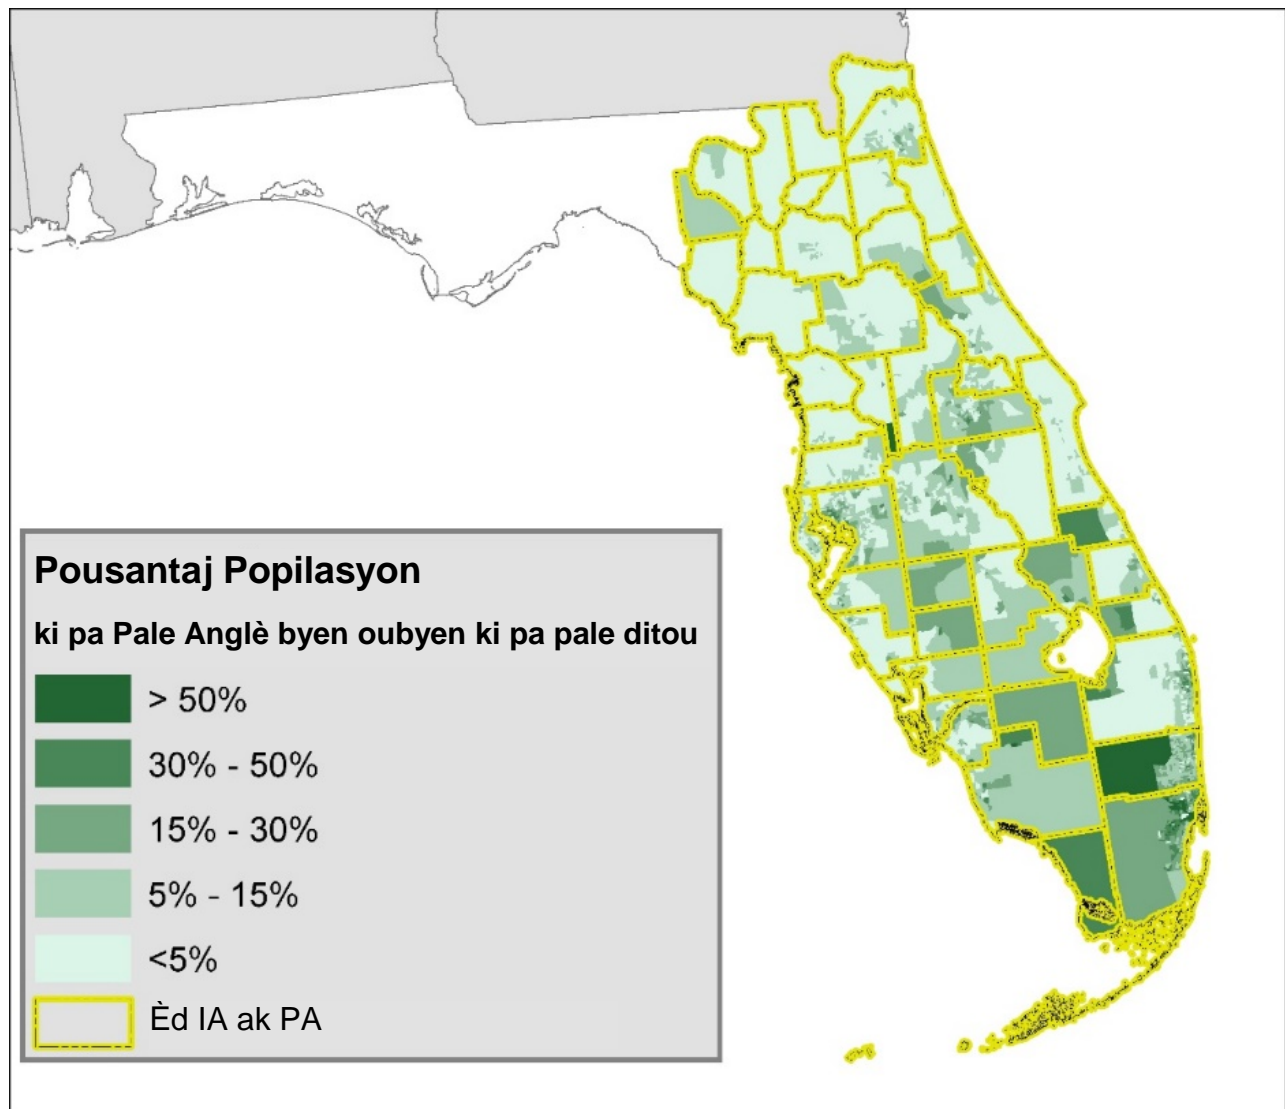 Pousantaj Popilasyon
ki pa Pale Anglè byen oubyen ki pa pale ditou
> 50%
30% - 50%
15% - 30%
5% - 15%
<5%
Èd IA ak PA